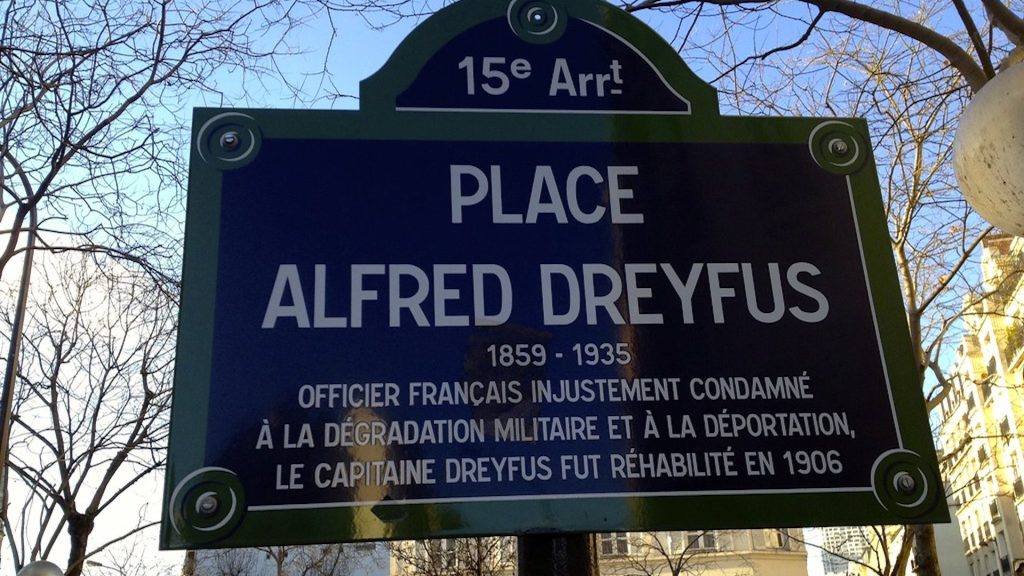 15e Arrt
PLACE
ALFRED DREYFUS
1859 - 1935
OFFICIER FRANÇAIS INJUSTEMENT CONDAMNÉ
À LA DÉGRADATION MILITAIRE ET À LA DÉPORTATION,
LE CAPITAINE DREYFUS FUT RÉHABILITÉ EN 1906